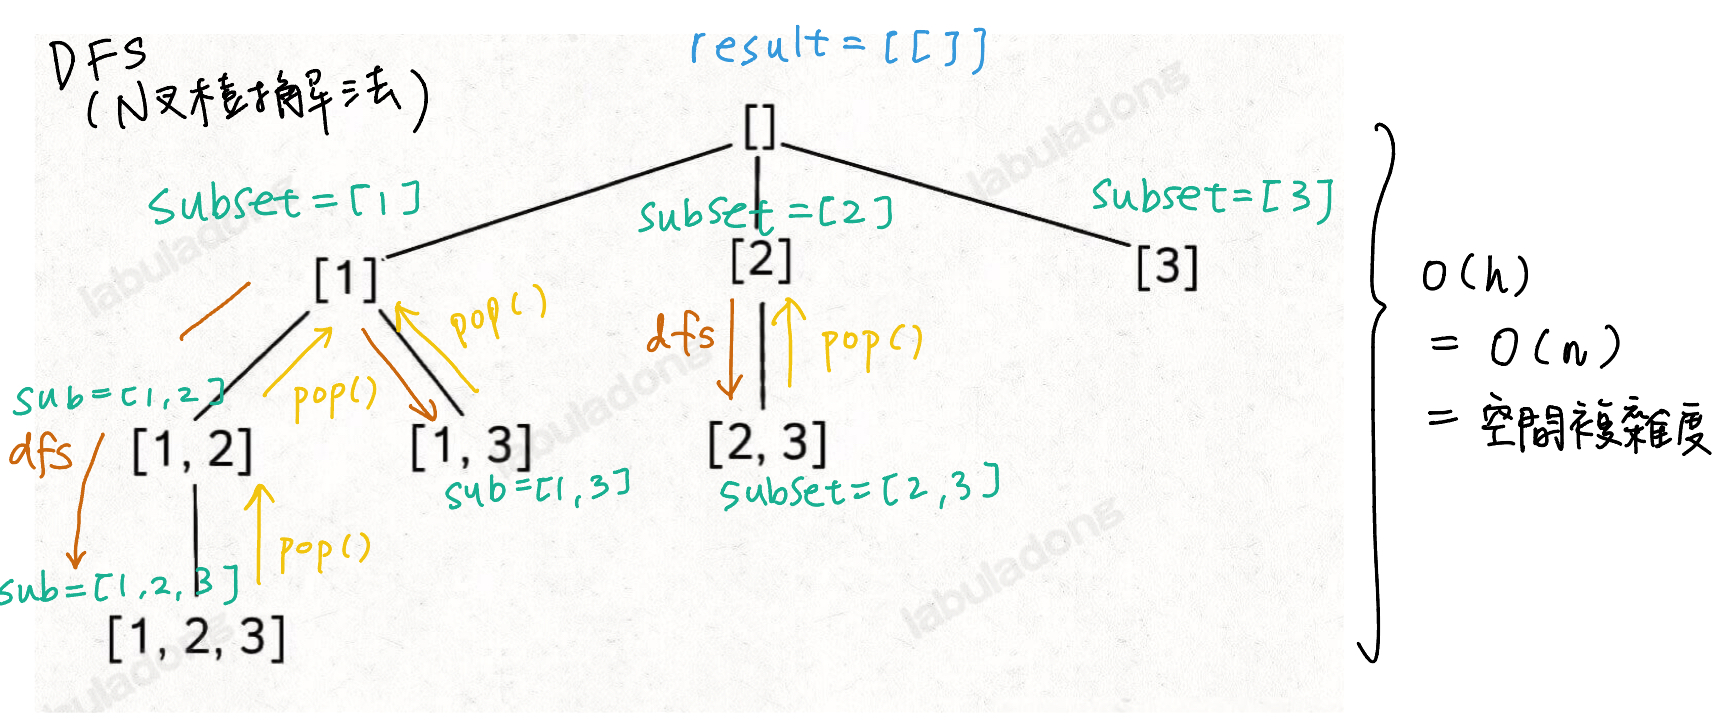 DFS
(N叉樹擴解法)
result = [[]]
[]
subset = [1]
subset = [2]
subset = [3]
[1]
[2]
[3]
pop()
dfs
pop()
sub = [1,2]
pop()
dfs
[1, 2]
[1, 3]
[2, 3]
sub = [1,3]
subset = [2,3]
pop()
sub = [1,2,3]
[1, 2, 3]
O(h)
= O(n)
= 空間複雜度
labuladong
labuladong
labuladong
labuladong
labuladong
labuladong